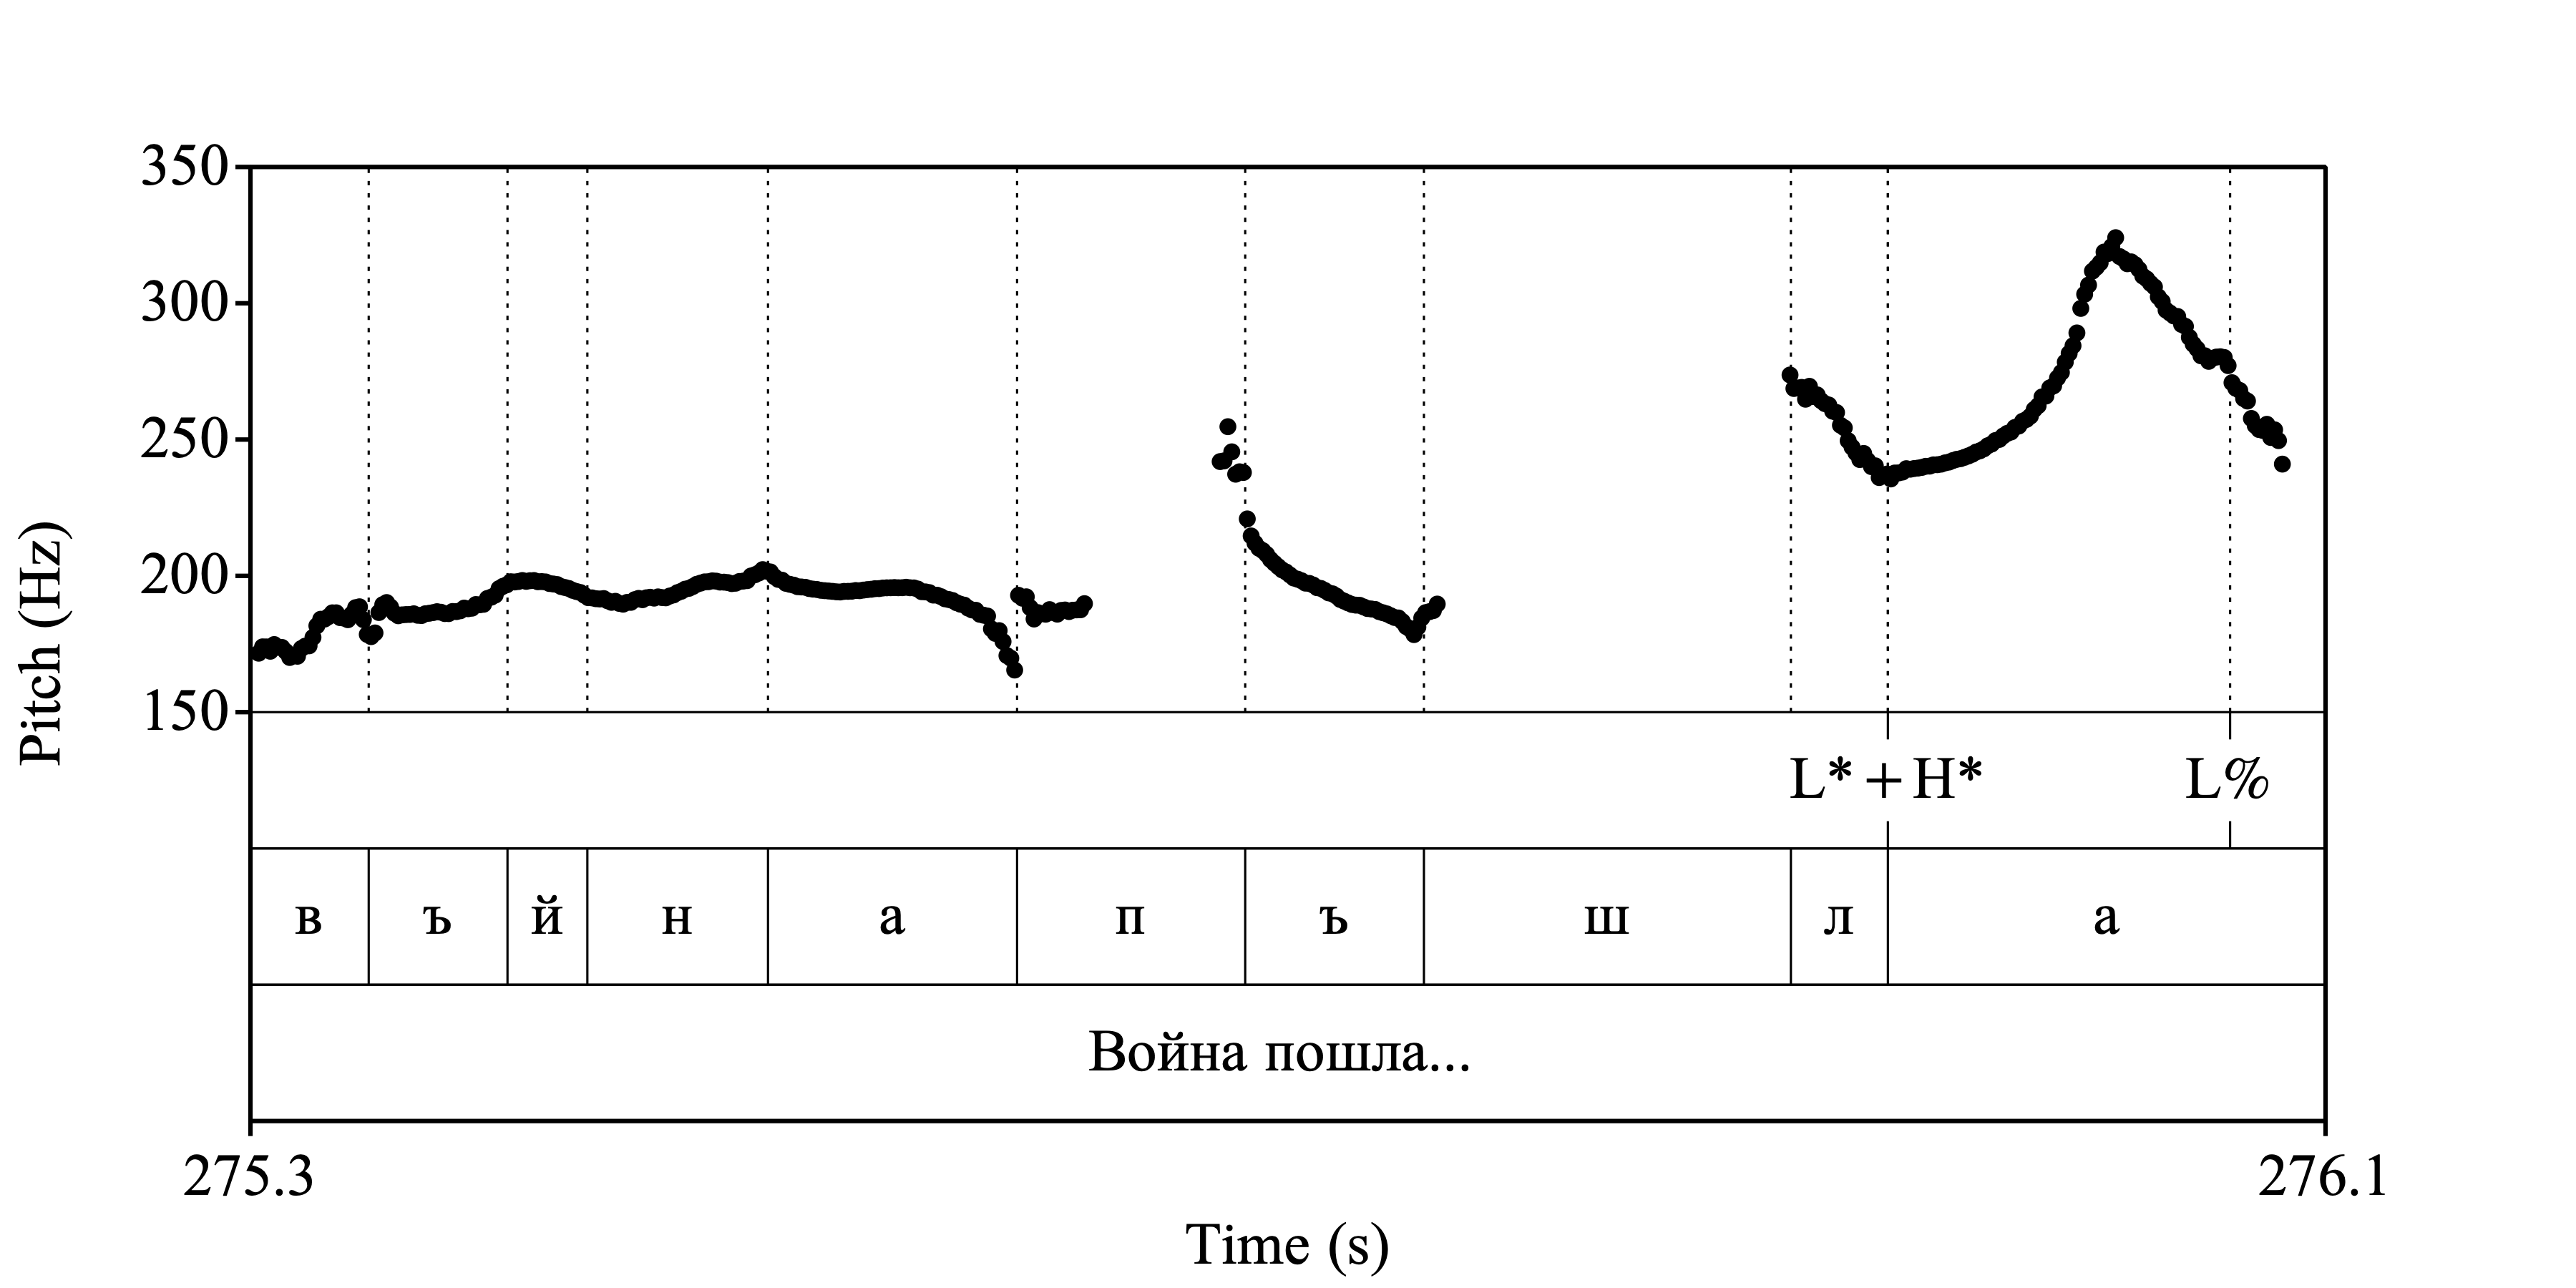 350
300
250
200
150
Pitch (Hz)
L*+H* L%
в ъ й н а п ъ ш л а
Война пошла...
275.3 276.1
Time (s)